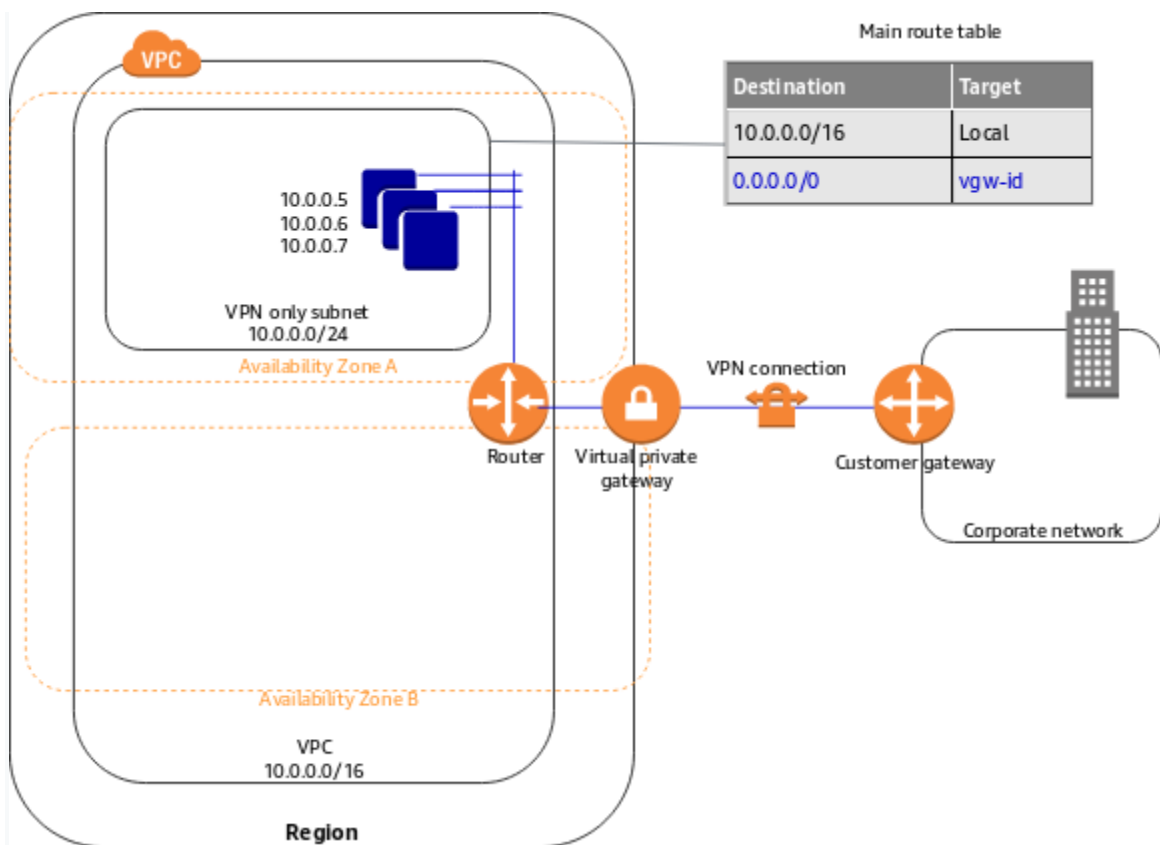 Main route table
VPC
Destination Target
10.0.0.0/16 Local
0.0.0.0/0 vgw-id
10.0.0.5
10.0.0.6
10.0.0.7
VPN only subnet
10.0.0.0/24
Availability Zone A
VPN connection
Router
Virtual private
gateway
Customer gateway
Corporate network
Availability Zone B
VPC
10.0.0.0/16
Region